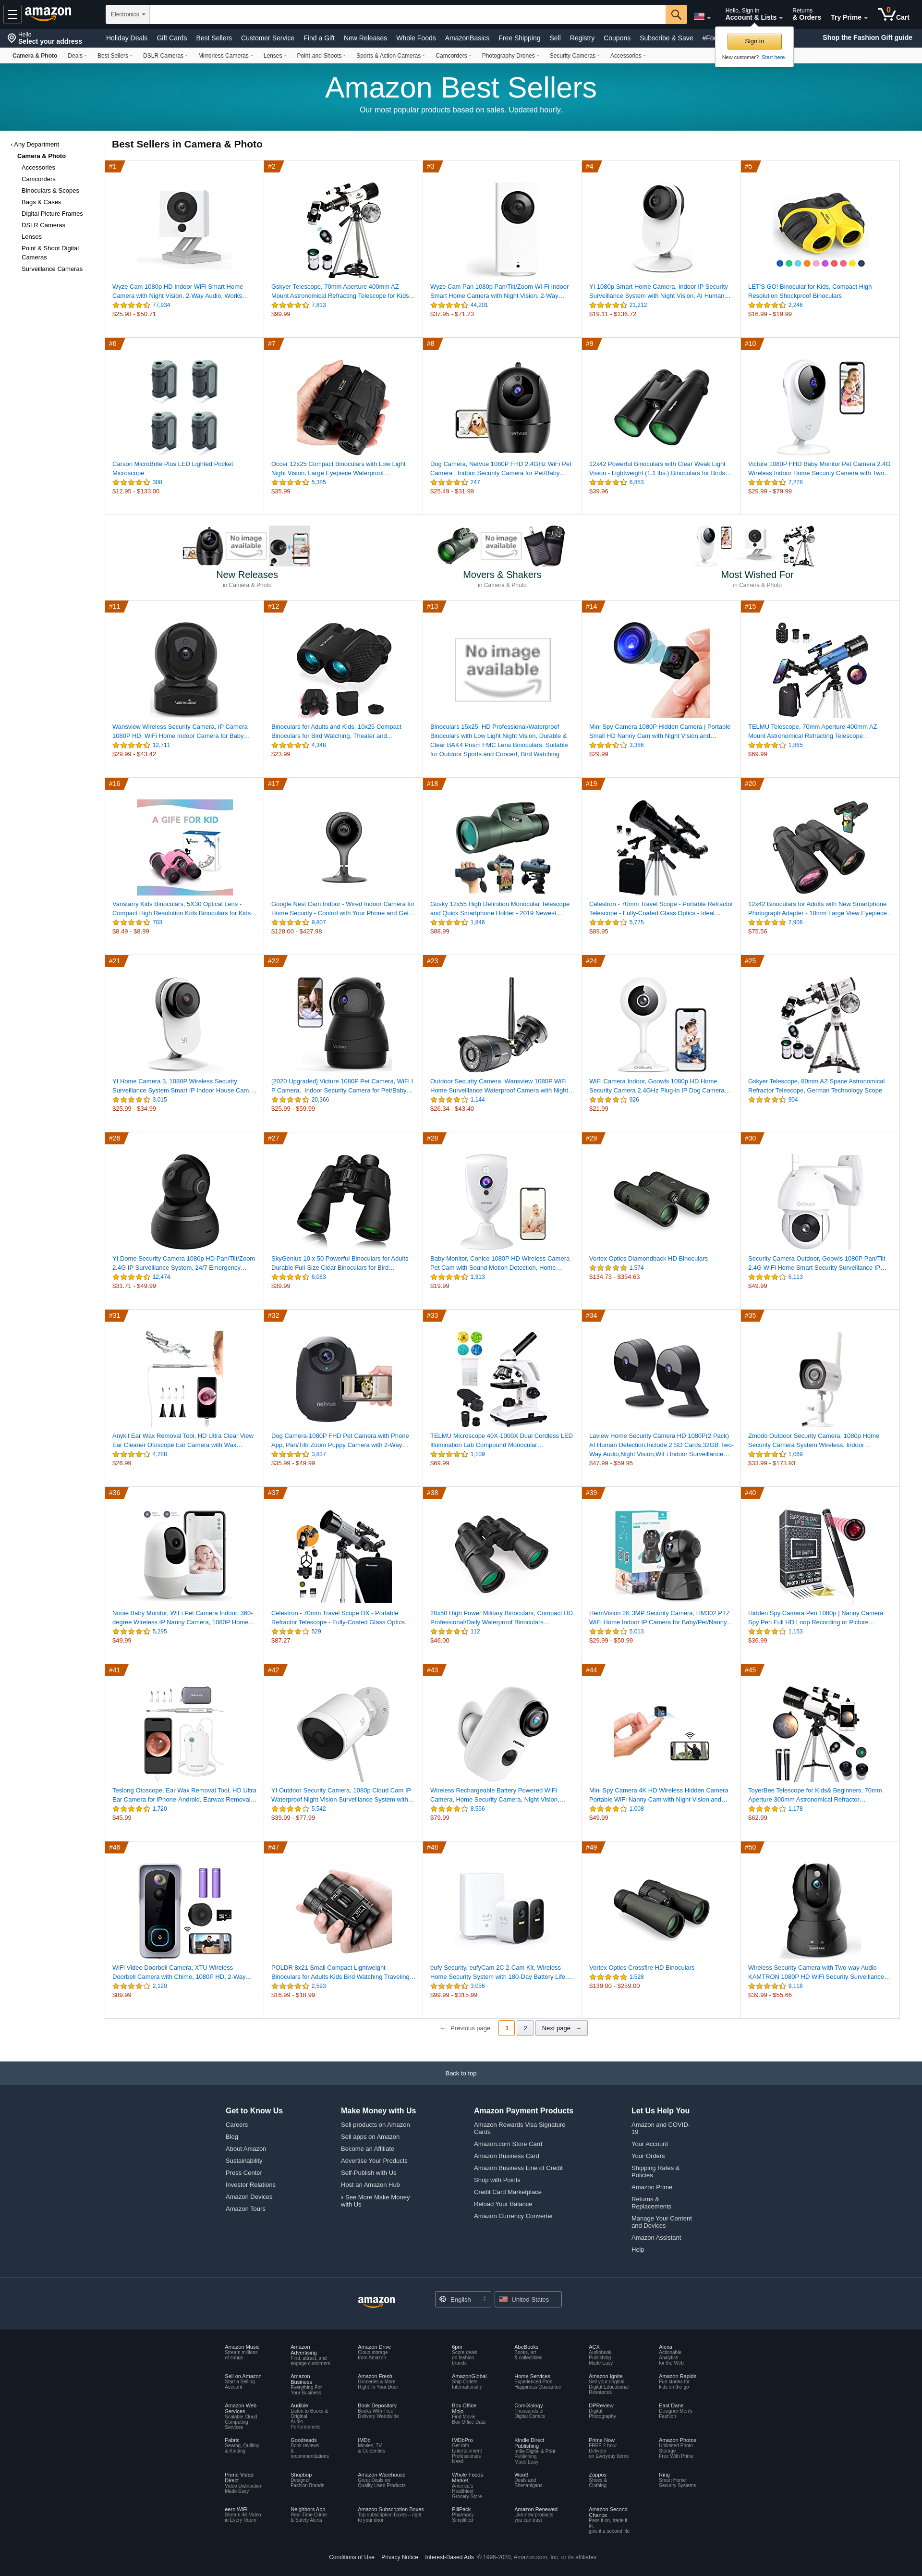 Electronics
Hello, Sign in
Account & Lists
Returns
& Orders
Try Prime
0
Cart
amazon
Hello
Select your address
Holiday Deals Gift Cards Best Sellers Customer Service Find a Gift New Releases Whole Foods AmazonBasics Free Shipping Sell Registry Coupons Subscribe & Save
Shop the Fashion Gift guide
Sign in
New customer? Start here.
Camera & Photo Deals Best Sellers DSLR Cameras Mirrorless Cameras Lenses Point-and-Shoots Sports & Action Cameras Camcorders Photography Drones Security Cameras Accessories
Amazon Best Sellers
Our most popular products based on sales. Updated hourly.
‹ Any Department
Camera & Photo
Accessories
Camcorders
Binoculars & Scopes
Bags & Cases
Digital Picture Frames
DSLR Cameras
Lenses
Point & Shoot Digital
Cameras
Surveillance Cameras
Best Sellers in Camera & Photo
#1
Wyze Cam 1080p HD Indoor WiFi Smart Home
Camera with Night Vision, 2-Way Audio, Works…
77,934
$25.98 - $50.71
#2
Gskyer Telescope, 70mm Aperture 400mm AZ
Mount Astronomical Refracting Telescope for Kids…
7,813
$99.99
#3
Wyze Cam Pan 1080p Pan/Tilt/Zoom Wi-Fi Indoor
Smart Home Camera with Night Vision, 2-Way…
44,201
$37.95 - $71.23
#4
YI 1080p Smart Home Camera, Indoor IP Security
Surveillance System with Night Vision, AI Human…
21,212
$19.11 - $136.72
#5
LET'S GO! Binocular for Kids, Compact High
Resolution Shockproof Binoculars
2,246
$16.99 - $19.99
#6
Carson MicroBrite Plus LED Lighted Pocket
Microscope
308
$12.95 - $133.00
#7
Occer 12x25 Compact Binoculars with Low Light
Night Vision, Large Eyepiece Waterproof…
5,385
$35.99
#8
netvue
Dog Camera, Netvue 1080P FHD 2.4GHz WiFi Pet
Camera , Indoor Security Camera for Pet/Baby…
247
$25.49 - $31.99
#9
12x42 Powerful Binoculars with Clear Weak Light
Vision - Lightweight (1.1 lbs.) Binoculars for Birds…
6,853
$39.96
#10
Victure 1080P FHD Baby Monitor Pet Camera 2.4G
Wireless Indoor Home Security Camera with Two…
7,278
$29.99 - $79.99
No image
available
New Releases
in Camera & Photo
No image
available
Movers & Shakers
in Camera & Photo
Most Wished For
in Camera & Photo
#11
wansview
Wansview Wireless Security Camera, IP Camera
1080P HD, WiFi Home Indoor Camera for Baby…
12,711
$29.99 - $43.42
#12
Binoculars for Adults and Kids, 10x25 Compact
Binoculars for Bird Watching, Theater and…
4,348
$23.99
#13
No image
available
Binoculars 15x25, HD Professional/Waterproof
Binoculars with Low Light Night Vision, Durable &
Clear BAK4 Prism FMC Lens Binoculars. Suitable
for Outdoor Sports and Concert, Bird Watching
#14
Mini Spy Camera 1080P Hidden Camera | Portable
Small HD Nanny Cam with Night Vision and…
3,386
$29.99
#15
TELMU Telescope, 70mm Aperture 400mm AZ
Mount Astronomical Refracting Telescope…
1,865
$69.99
#16
A GIFE FOR KID
Vanstarry Kids Binoculars, 5X30 Optical Lens -
Compact High Resolution Kids Binoculars for Kids…
703
$8.49 - $8.99
#17
Google Nest Cam Indoor - Wired Indoor Camera for
Home Security - Control with Your Phone and Get…
9,807
$128.00 - $427.98
#18
Gosky 12x55 High Definition Monocular Telescope
and Quick Smartphone Holder - 2019 Newest…
1,846
$88.99
#19
Celestron - 70mm Travel Scope - Portable Refractor
Telescope - Fully-Coated Glass Optics - Ideal…
5,775
$89.95
#20
12x42 Binoculars for Adults with New Smartphone
Photograph Adapter - 18mm Large View Eyepiece…
2,906
$75.56
#21
YI Home Camera 3, 1080P Wireless Security
Surveillance System Smart IP Indoor House Cam,…
3,015
$25.99 - $34.99
#22
[2020 Upgraded] Victure 1080P Pet Camera, WiFi I
P Camera, Indoor Security Camera for Pet/Baby…
20,366
$25.99 - $59.99
#23
Outdoor Security Camera, Wansview 1080P WiFi
Home Surveillance Waterproof Camera with Night…
1,144
$26.34 - $43.40
#24
WiFi Camera Indoor, Goowls 1080p HD Home
Security Camera 2.4GHz Plug-in IP Dog Camera…
926
$21.99
#25
Gskyer Telescope, 80mm AZ Space Astronomical
Refractor Telescope, German Technology Scope
904
#26
YI Dome Security Camera 1080p HD Pan/Tilt/Zoom
2.4G IP Surveillance System, 24/7 Emergency…
12,474
$31.71 - $49.99
#27
SkyGenius 10 x 50 Powerful Binoculars for Adults
Durable Full-Size Clear Binoculars for Bird…
6,083
$39.99
#28
Baby Monitor, Conico 1080P HD Wireless Camera
Pet Cam with Sound Motion Detection, Home…
1,913
$19.99
#29
Vortex Optics Diamondback HD Binoculars
1,574
$134.73 - $354.63
#30
Security Camera Outdoor, Goowls 1080P Pan/Tilt
2.4G WiFi Home Smart Security Surveillance IP…
6,113
$49.99
#31
Anykit Ear Wax Removal Tool, HD Ultra Clear View
Ear Cleaner Otoscope Ear Camera with Wax…
4,288
$26.99
#32
netvue
Dog Camera-1080P FHD Pet Camera with Phone
App, Pan/Tilt/ Zoom Puppy Camera with 2-Way…
3,837
$35.99 - $49.99
#33
TELMU Microscope 40X-1000X Dual Cordless LED
Illumination Lab Compound Monocular…
1,109
$69.99
#34
Laview Home Security Camera HD 1080P(2 Pack)
AI Human Detection,Include 2 SD Cards,32GB Two-
Way Audio,Night Vision,WiFi Indoor Surveillance…
$47.99 - $59.95
#35
Zmodo Outdoor Security Camera, 1080p Home
Security Camera System Wireless, Indoor…
1,069
$33.99 - $173.93
#36
Nooie Baby Monitor, WiFi Pet Camera Indoor, 360-
degree Wireless IP Nanny Camera, 1080P Home…
5,295
$49.99
#37
Celestron - 70mm Travel Scope DX - Portable
Refractor Telescope - Fully-Coated Glass Optics…
529
$87.27
#38
20x50 High Power Military Binoculars, Compact HD
Professional/Daily Waterproof Binoculars…
112
$46.00
#39
HeimVision 2K 3MP Security Camera, HM302 PTZ
WiFi Home Indoor IP Camera for Baby/Pet/Nanny…
5,013
$29.99 - $50.99
#40
Hidden Spy Camera Pen 1080p | Nanny Camera
Spy Pen Full HD Loop Recording or Picture…
1,153
$36.99
#41
Teslong Otoscope, Ear Wax Removal Tool, HD Ultra
Ear Camera for iPhone-Android, Earwax Removal…
1,720
$45.99
#42
YI Outdoor Security Camera, 1080p Cloud Cam IP
Waterproof Night Vision Surveillance System with…
5,542
$39.99 - $77.99
#43
Wireless Rechargeable Battery Powered WiFi
Camera, Home Security Camera, Night Vision,…
8,556
$79.99
#44
Mini Spy Camera 4K HD Wireless Hidden Camera
Portable WiFi Nanny Cam with Night Vision and…
1,008
$49.99
#45
ToyerBee Telescope for Kids& Beginners, 70mm
Aperture 300mm Astronomical Refractor…
1,178
$62.99
#46
WiFi Video Doorbell Camera, XTU Wireless
Doorbell Camera with Chime, 1080P HD, 2-Way…
2,120
$89.99
#47
POLDR 8x21 Small Compact Lightweight
Binoculars for Adults Kids Bird Watching Traveling…
2,593
$16.99 - $18.99
#48
eufy Security, eufyCam 2C 2-Cam Kit, Wireless
Home Security System with 180-Day Battery Life,…
3,056
$99.99 - $315.99
#49
Vortex Optics Crossfire HD Binoculars
1,528
$139.00 - $259.00
#50
Wireless Security Camera with Two-way Audio -
KAMTRON 1080P HD WiFi Security Surveillance…
9,118
$39.99 - $55.66
← Previous page 1 2 Next page →
Back to top
Get to Know Us
Careers
Blog
About Amazon
Sustainability
Press Center
Investor Relations
Amazon Devices
Amazon Tours
Make Money with Us
Sell products on Amazon
Sell apps on Amazon
Become an Affiliate
Advertise Your Products
Self-Publish with Us
Host an Amazon Hub
› See More Make Money
with Us
Amazon Payment Products
Amazon Rewards Visa Signature
Cards
Amazon.com Store Card
Amazon Business Card
Amazon Business Line of Credit
Shop with Points
Credit Card Marketplace
Reload Your Balance
Amazon Currency Converter
Let Us Help You
Amazon and COVID-
19
Your Account
Your Orders
Shipping Rates &
Policies
Amazon Prime
Returns &
Replacements
Manage Your Content
and Devices
Amazon Assistant
Help
amazon
English
United States
Amazon Music
Stream millions
of songs
Amazon
Advertising
Find, attract, and
engage customers
Amazon Drive
Cloud storage
from Amazon
6pm
Score deals
on fashion
brands
AbeBooks
Books, art
& collectibles
ACX
Audiobook
Publishing
Made Easy
Alexa
Actionable
Analytics
for the Web
Sell on Amazon
Start a Selling
Account
Amazon
Business
Everything For
Your Business
Amazon Fresh
Groceries & More
Right To Your Door
AmazonGlobal
Ship Orders
Internationally
Home Services
Experienced Pros
Happiness Guarantee
Amazon Ignite
Sell your original
Digital Educational
Resources
Amazon Rapids
Fun stories for
kids on the go
Amazon Web
Services
Scalable Cloud
Computing
Services
Audible
Listen to Books &
Original
Audio
Performances
Book Depository
Books With Free
Delivery Worldwide
Box Office
Mojo
Find Movie
Box Office Data
ComiXology
Thousands of
Digital Comics
DPReview
Digital
Photography
East Dane
Designer Men's
Fashion
Fabric
Sewing, Quilting
& Knitting
Goodreads
Book reviews
&
recommendations
IMDb
Movies, TV
& Celebrities
IMDbPro
Get Info
Entertainment
Professionals
Need
Kindle Direct
Publishing
Indie Digital & Print
Publishing
Made Easy
Prime Now
FREE 2-hour
Delivery
on Everyday Items
Amazon Photos
Unlimited Photo
Storage
Free With Prime
Prime Video
Direct
Video Distribution
Made Easy
Shopbop
Designer
Fashion Brands
Amazon Warehouse
Great Deals on
Quality Used Products
Whole Foods
Market
America's
Healthiest
Grocery Store
Woot!
Deals and
Shenanigans
Zappos
Shoes &
Clothing
Ring
Smart Home
Security Systems
eero WiFi
Stream 4K Video
in Every Room
Neighbors App
Real-Time Crime
& Safety Alerts
Amazon Subscription Boxes
Top subscription boxes – right
to your door
PillPack
Pharmacy
Simplified
Amazon Renewed
Like-new products
you can trust
Amazon Second
Chance
Pass it on, trade it
in,
give it a second life
Conditions of Use Privacy Notice Interest-Based Ads © 1996-2020, Amazon.com, Inc. or its affiliates